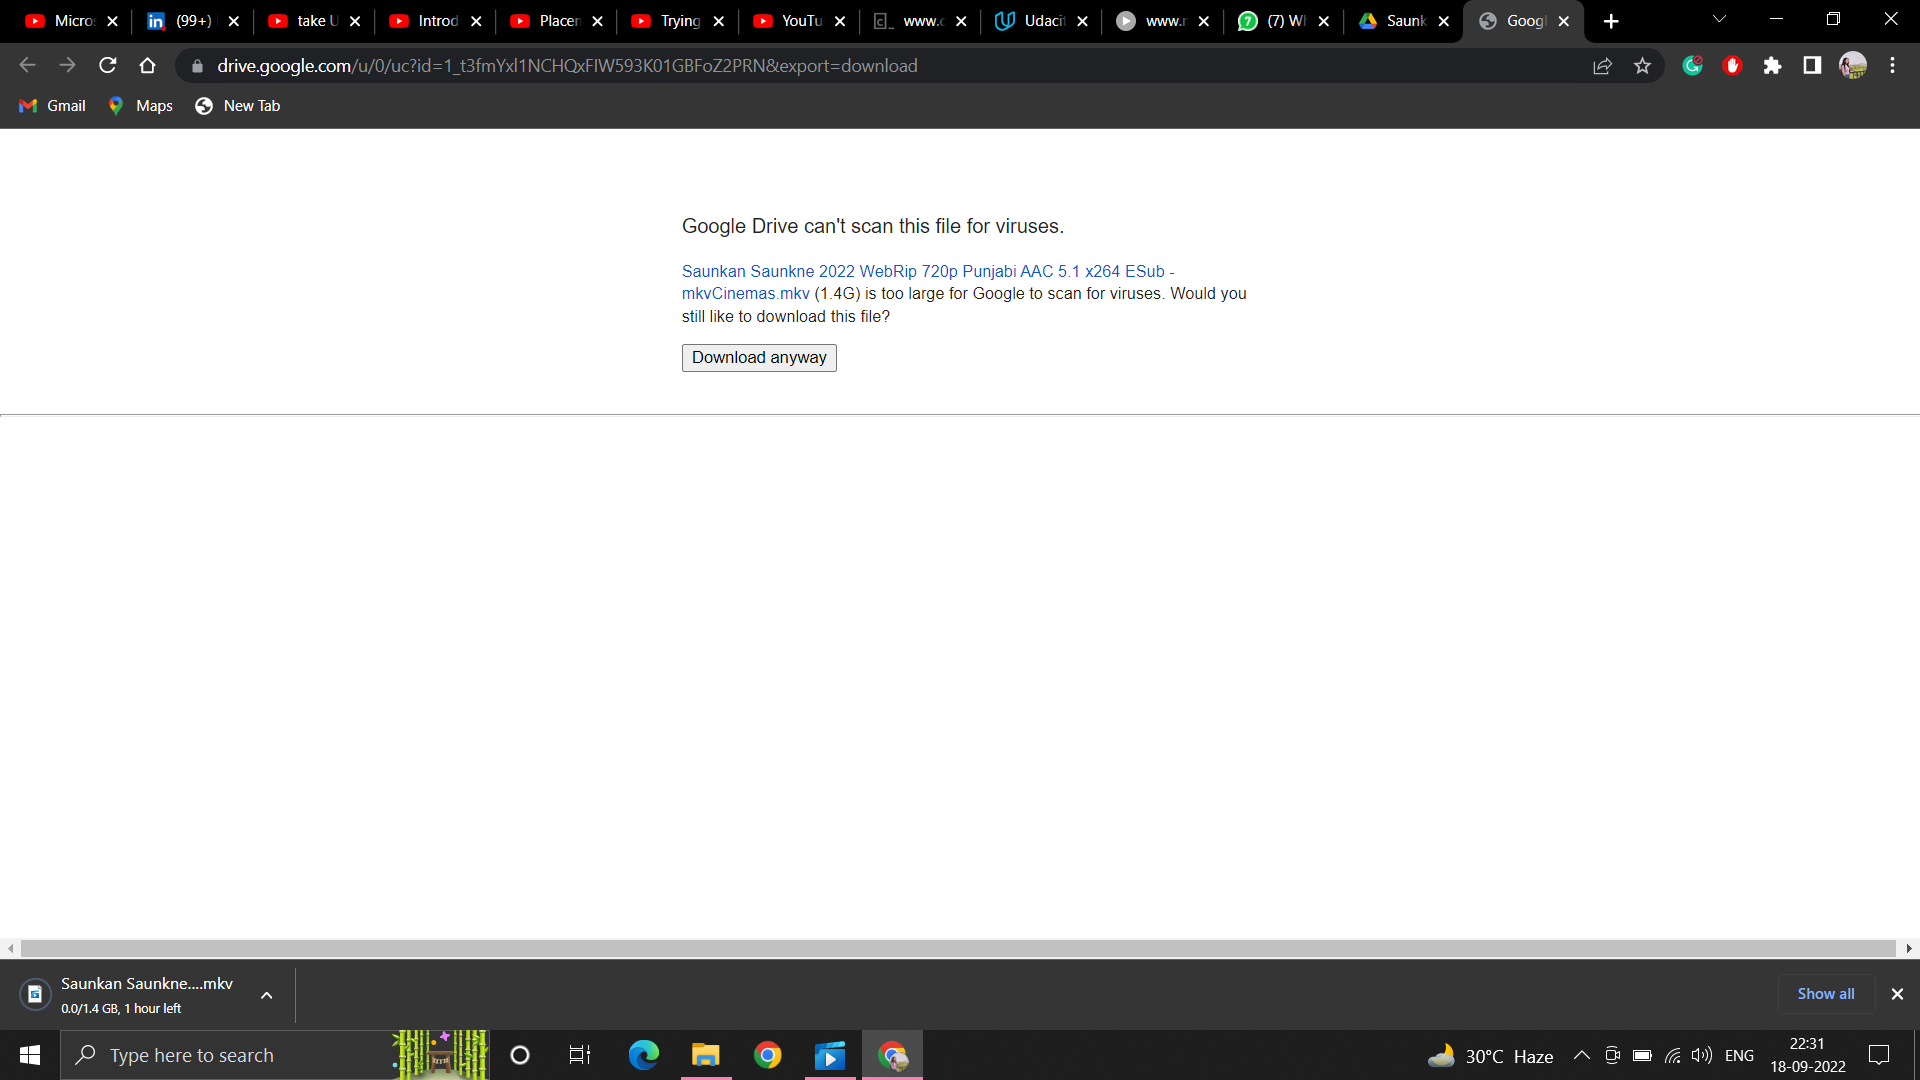 Micros
(99+)
take U
Introd
Placem
Trying
YouTu
www.c
Udacit
www.r
(7) Wh
Saunk
Googl
drive.google.com/u/0/uc?id=1_t3fmYxl1NCHQxFIW593K01GBFoZ2PRN&export=download
Gmail
Maps
New Tab
Google Drive can't scan this file for viruses.
Saunkan Saunkne 2022 WebRip 720p Punjabi AAC 5.1 x264 ESub -
mkvCinemas.mkv (1.4G) is too large for Google to scan for viruses. Would you
still like to download this file?
Download anyway
Saunkan Saunkne....mkv
0.0/1.4 GB, 1 hour left
Show all
Type here to search
30°C Haze
ENG
22:31
18-09-2022